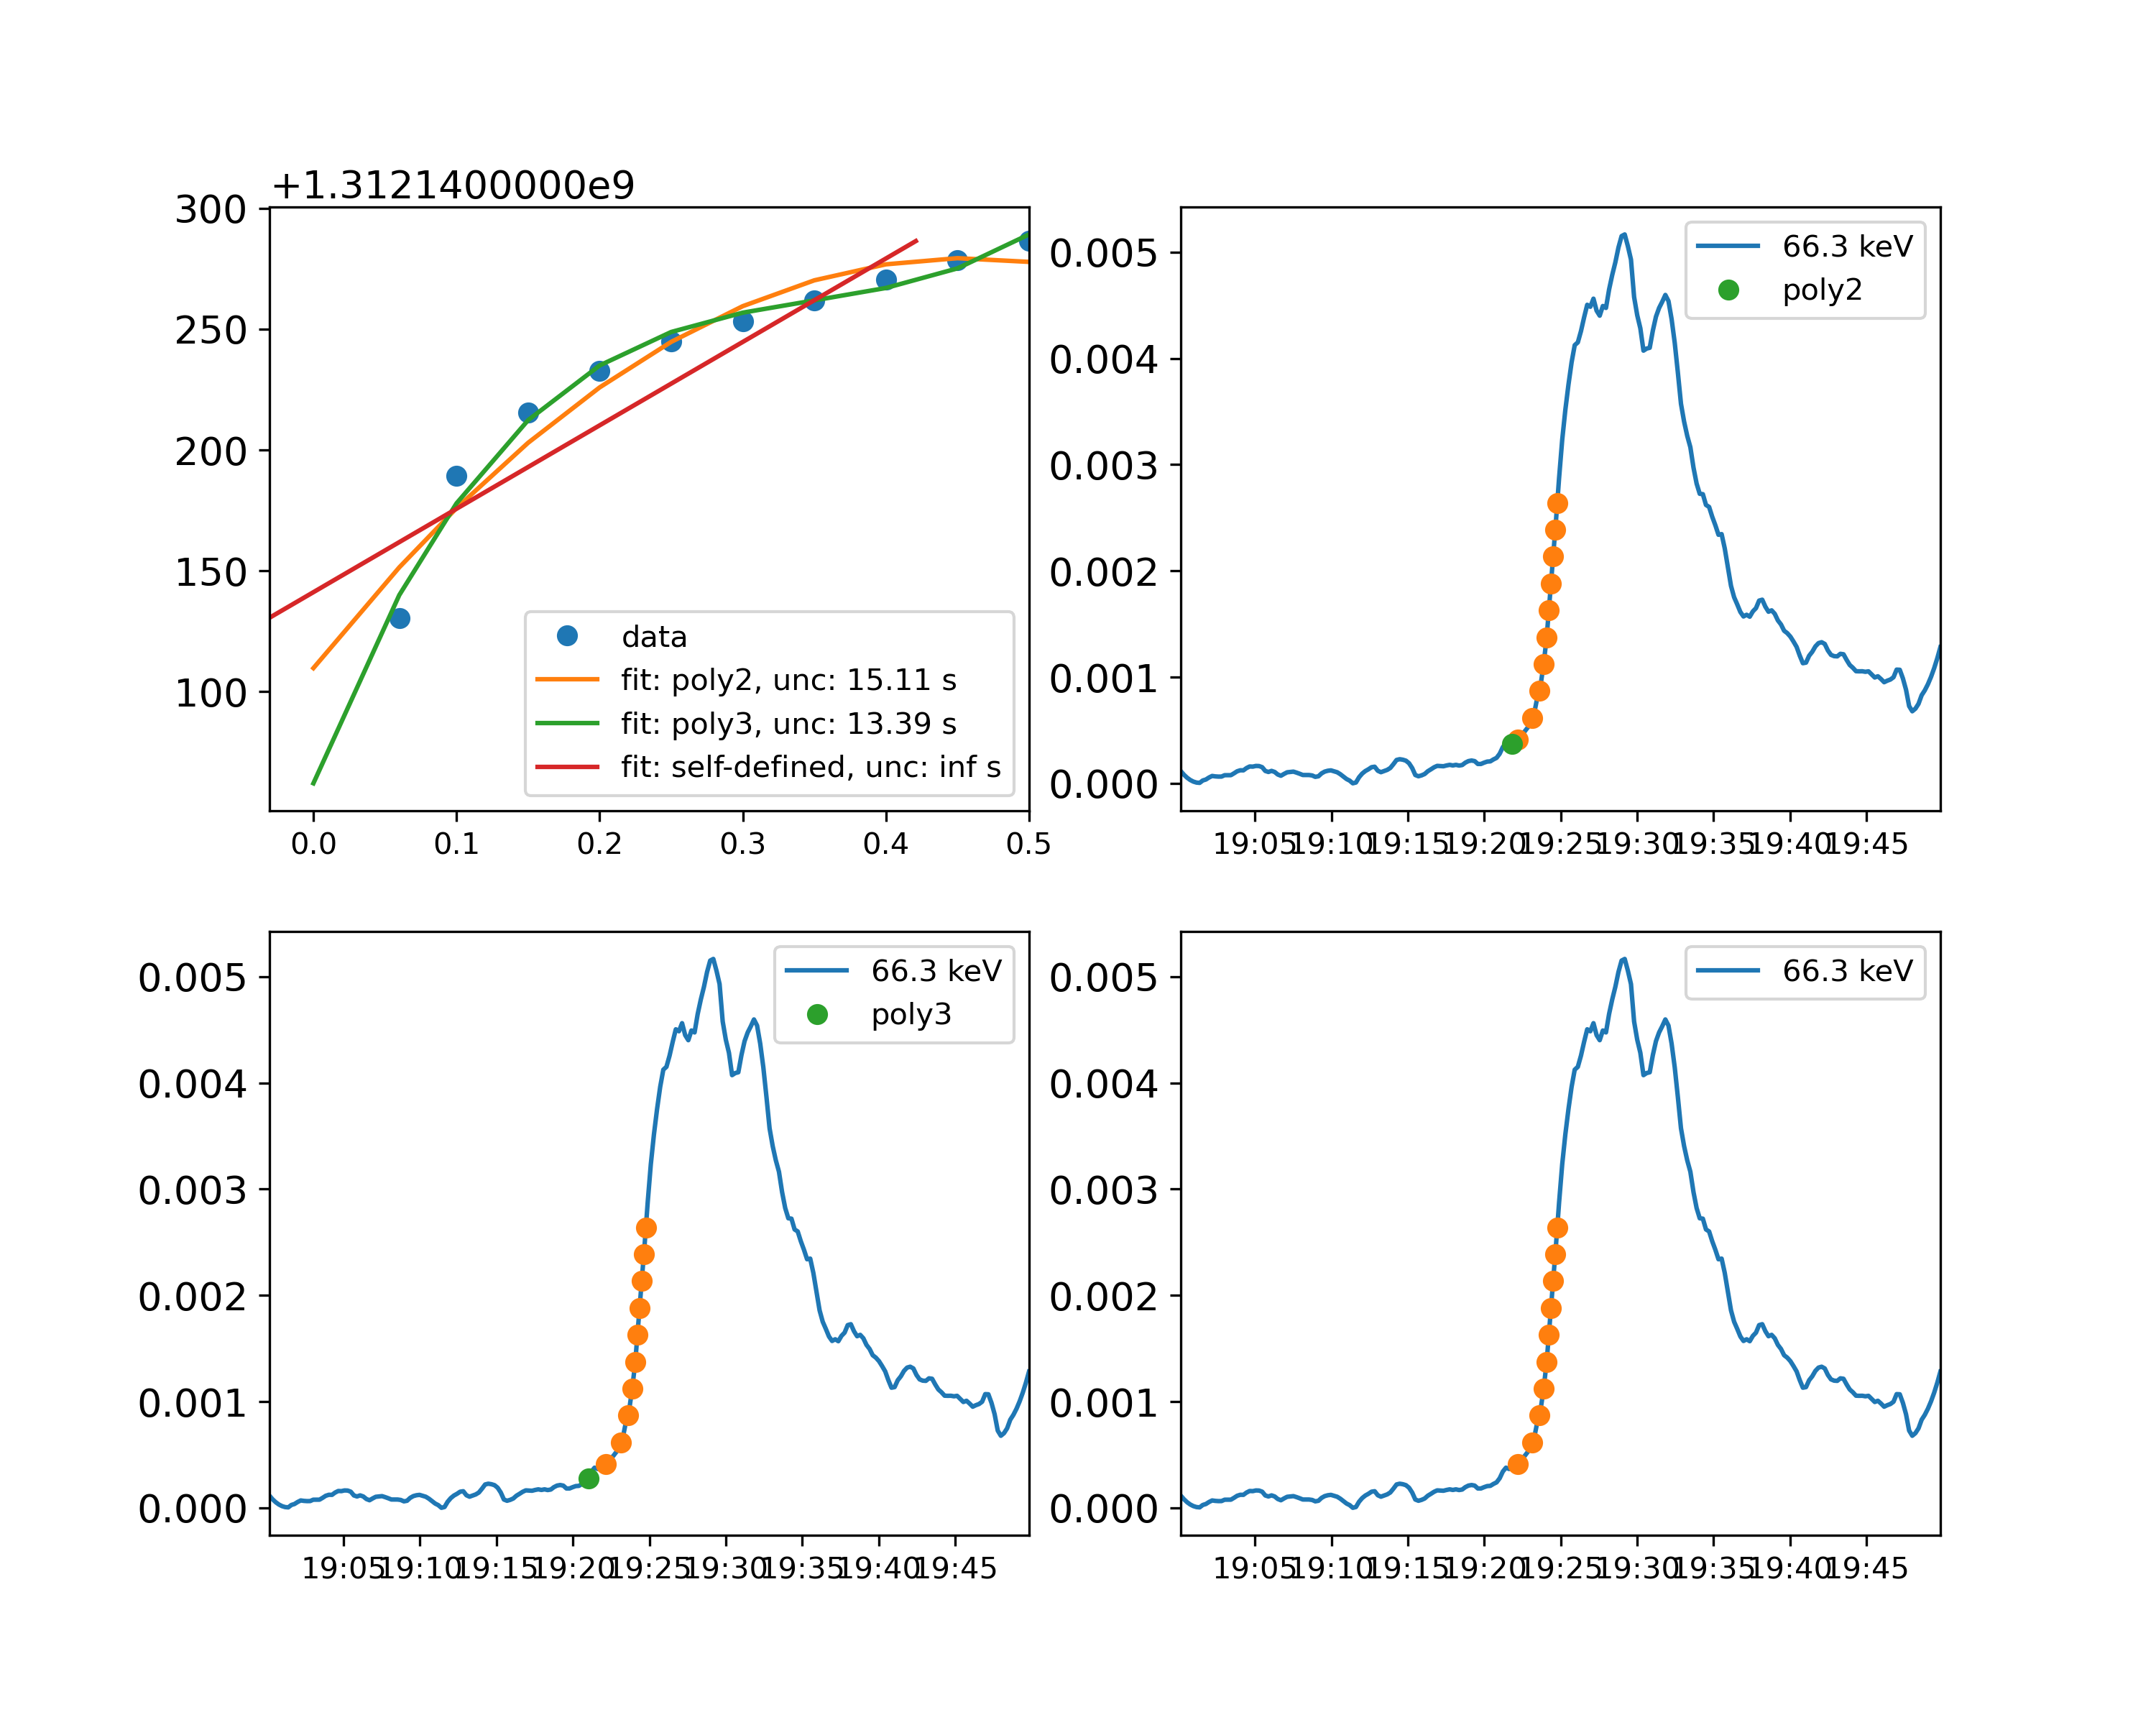 +1.31214000000e9
300
250
200
150
100
0.0 0.1 0.2 0.3 0.4 0.5
data
fit: poly2, unc: 15.11 s
fit: poly3, unc: 13.39 s
fit: self-defined, unc: inf s
0.005
0.004
0.003
0.002
0.001
0.000
19:05 19:10 19:15 19:20 19:25 19:30 19:35 19:40 19:45
66.3 keV
poly2
0.005
0.004
0.003
0.002
0.001
0.000
19:05 19:10 19:15 19:20 19:25 19:30 19:35 19:40 19:45
66.3 keV
poly3
0.005
0.004
0.003
0.002
0.001
0.000
19:05 19:10 19:15 19:20 19:25 19:30 19:35 19:40 19:45
66.3 keV